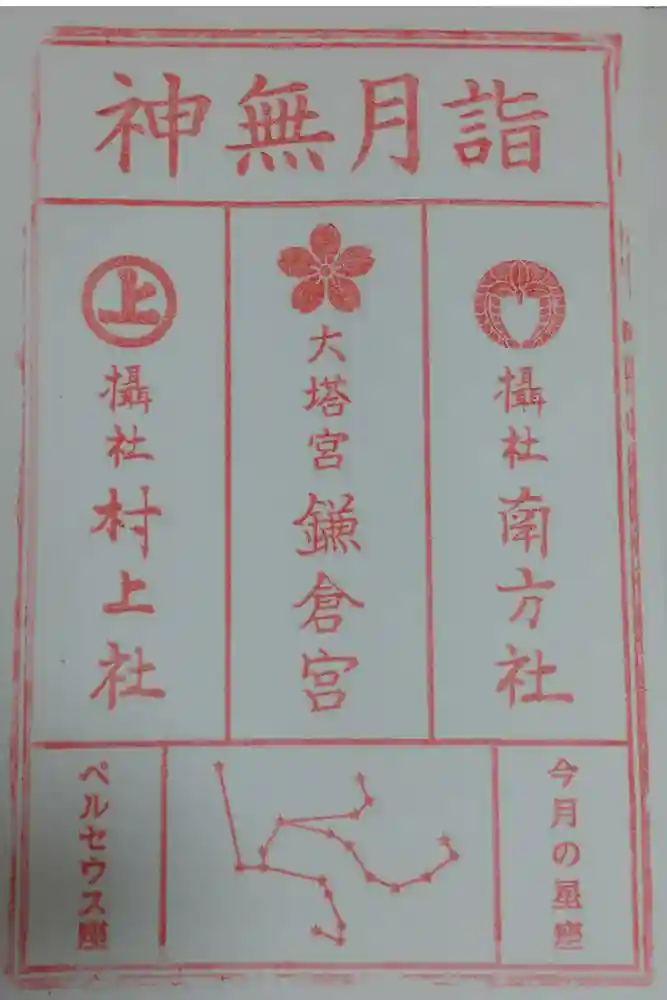 神無月詣
攝社 南方社
大塔宮 鎌倉宮
上
攝社 村上社
今月の星座
ペルセウス座